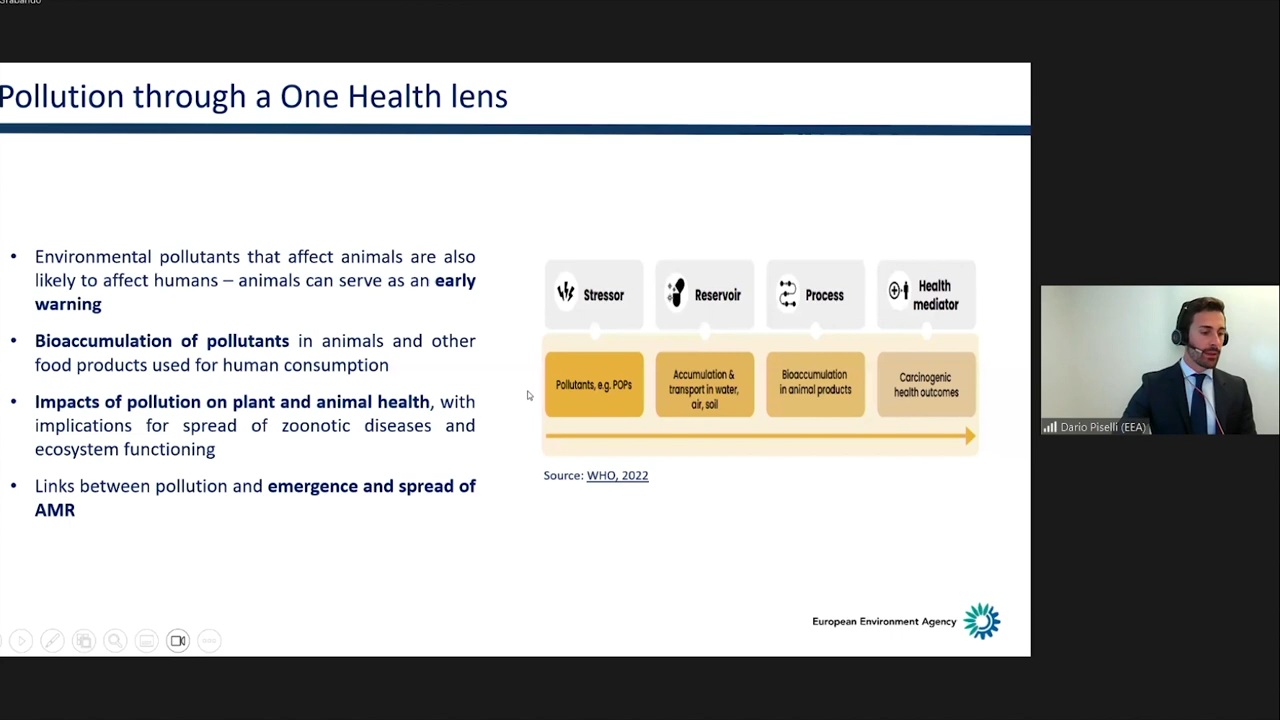 Grabando
Pollution through a One Health lens
• Environmental pollutants that affect animals are also
likely to affect humans – animals can serve as an early
warning
• Bioaccumulation of pollutants in animals and other
food products used for human consumption
• Impacts of pollution on plant and animal health, with
implications for spread of zoonotic diseases and
ecosystem functioning
• Links between pollution and emergence and spread of
AMR
Stressor
Reservoir
Process
Health
mediator
Pollutants, e.g. POPs
Accumulation &
transport in water,
air, soil
Bioaccumulation
in animal products
Carcinogenic
health outcomes
Source: WHO, 2022
European Environment Agency
Dario Piselli (EEA)